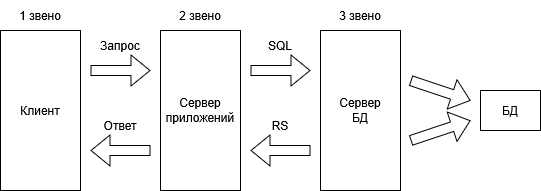 1 звено
2 звено
3 звено
Запрос
SQL
Клиент
Сервер
приложений
Сервер
БД
БД
Ответ
RS